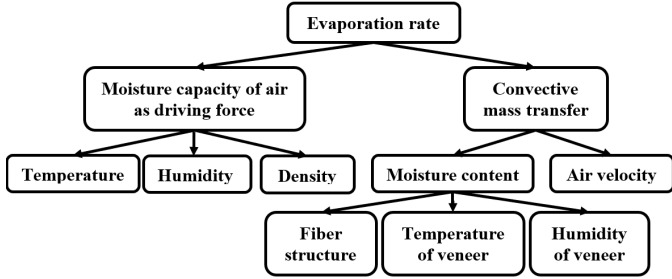 Evaporation rate
Moisture capacity of air
as driving force
Convective
mass transfer
Temperature
Humidity
Density
Moisture content
Air velocity
Fiber
structure
Temperature
of veneer
Humidity
of veneer